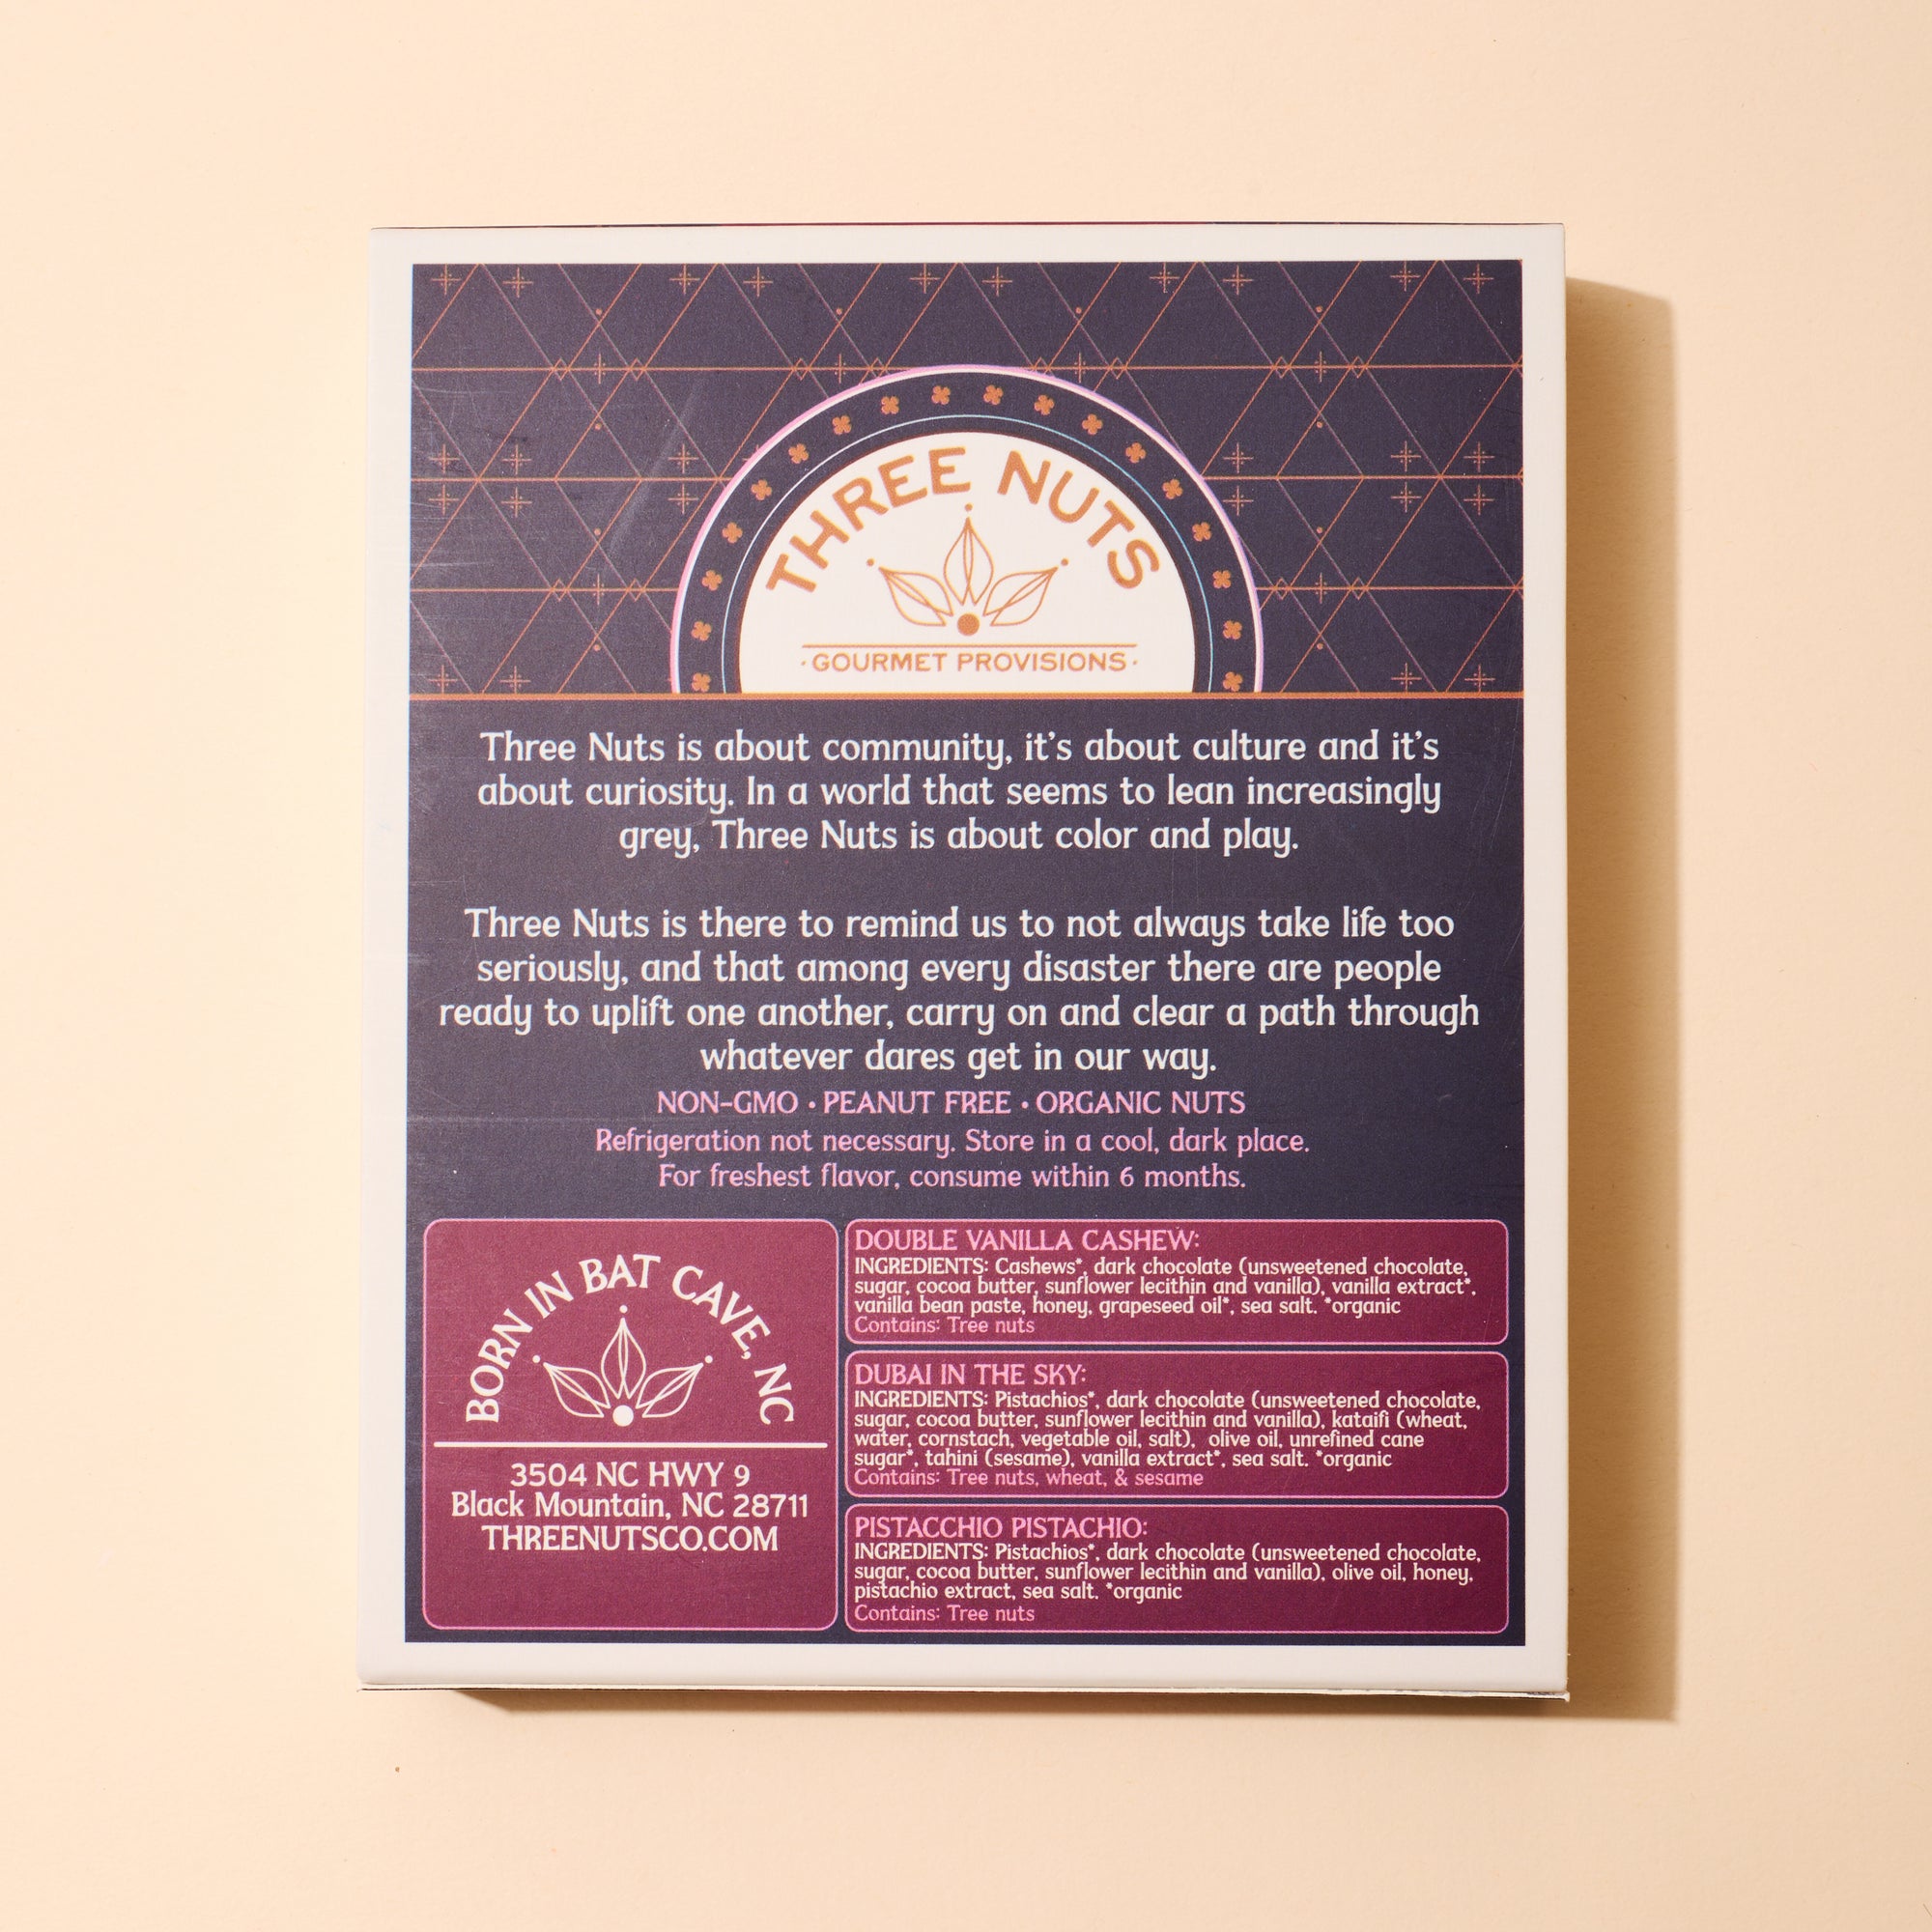 THREE NUTS
·GOURMET PROVISIONS·
Three Nuts is about community, it's about culture and it's
about curiosity. In a world that seems to lean increasingly
grey, Three Nuts is about color and play.
Three Nuts is there to remind us to not always take life too
seriously, and that among every disaster there are people
ready to uplift one another, carry on and clear a path through
whatever dares get in our way.
NON-GMO · PEANUT FREE · ORGANIC NUTS
Refrigeration not necessary. Store in a cool, dark place.
For freshest flavor, consume within 6 months.
BORN IN BAT CAVE, NC
3504 NC HWY 9
Black Mountain, NC 28711
THREENUTSCO.COM
DOUBLE VANILLA CASHEW:
INGREDIENTS: Cashews*, dark chocolate (unsweetened chocolate,
sugar, cocoa butter, sunflower lecithin and vanilla), vanilla extract*,
vanilla bean paste, honey, grapeseed oil*, sea salt. *organic
Contains: Tree nuts
DUBAI IN THE SKY:
INGREDIENTS: Pistachios*, dark chocolate (unsweetened chocolate,
sugar, cocoa butter, sunflower lecithin and vanilla), kataifi (wheat,
water, cornstach, vegetable oil, salt), olive oil, unrefined cane
sugar*, tahini (sesame), vanilla extract*, sea salt. *organic
Contains: Tree nuts, wheat, & sesame
PISTACCHIO PISTACHIO:
INGREDIENTS: Pistachios*, dark chocolate (unsweetened chocolate,
sugar, cocoa butter, sunflower lecithin and vanilla), olive oil, honey,
pistachio extract, sea salt. *organic
Contains: Tree nuts